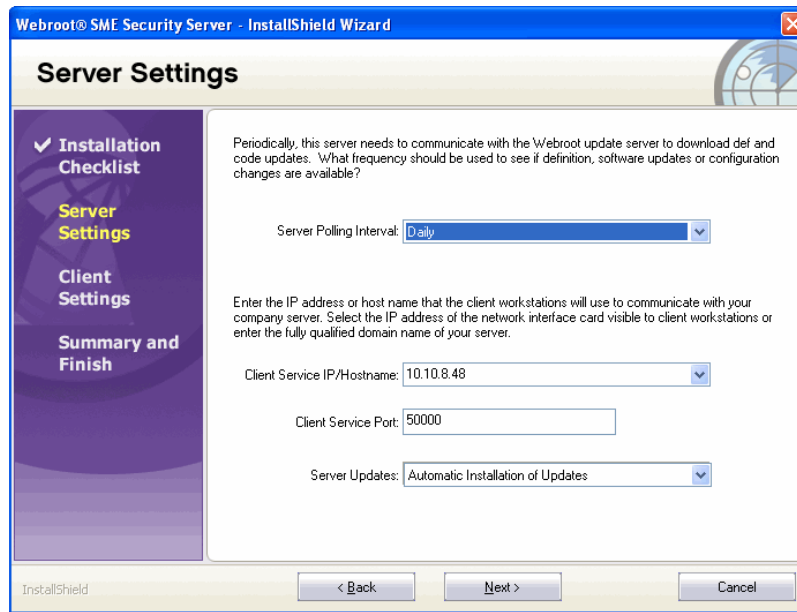 Webroot® SME Security Server - InstallShield Wizard
Server Settings
Installation
Checklist
Server
Settings
Client
Settings
Summary and
Finish
Periodically, this server needs to communicate with the Webroot update server to download def and
code updates. What frequency should be used to see if definition, software updates or configuration
changes are available?
Server Polling Interval: Daily
Enter the IP address or host name that the client workstations will use to communicate with your
company server. Select the IP address of the network interface card visible to client workstations or
enter the fully qualified domain name of your server.
Client Service IP/Hostname: 10.10.8.48
Client Service Port: 50000
Server Updates: Automatic Installation of Updates
InstallShield
< Back
Next >
Cancel